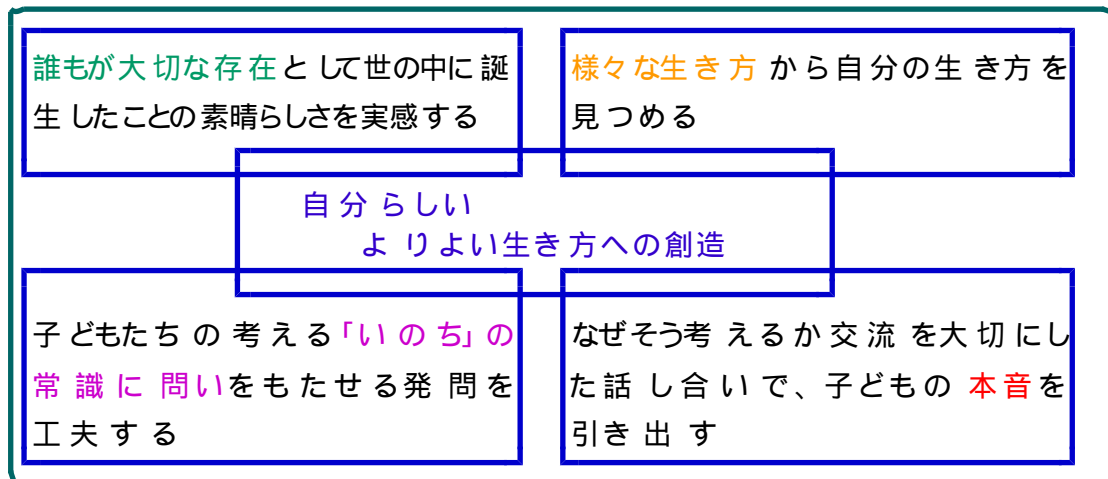 誰もが大切な存在として世の中に誕
生したことの素晴らしさを実感する
様々な生き方から自分の生き方を
見つめる
自分らしい
よりよい生き方への創造
子どもたちの考える「いのち」の
常識に問いをもたせる発問を
工夫する
なぜそう考えるか交流を大切にし
た話し合いで、子どもの本音を
引き出す